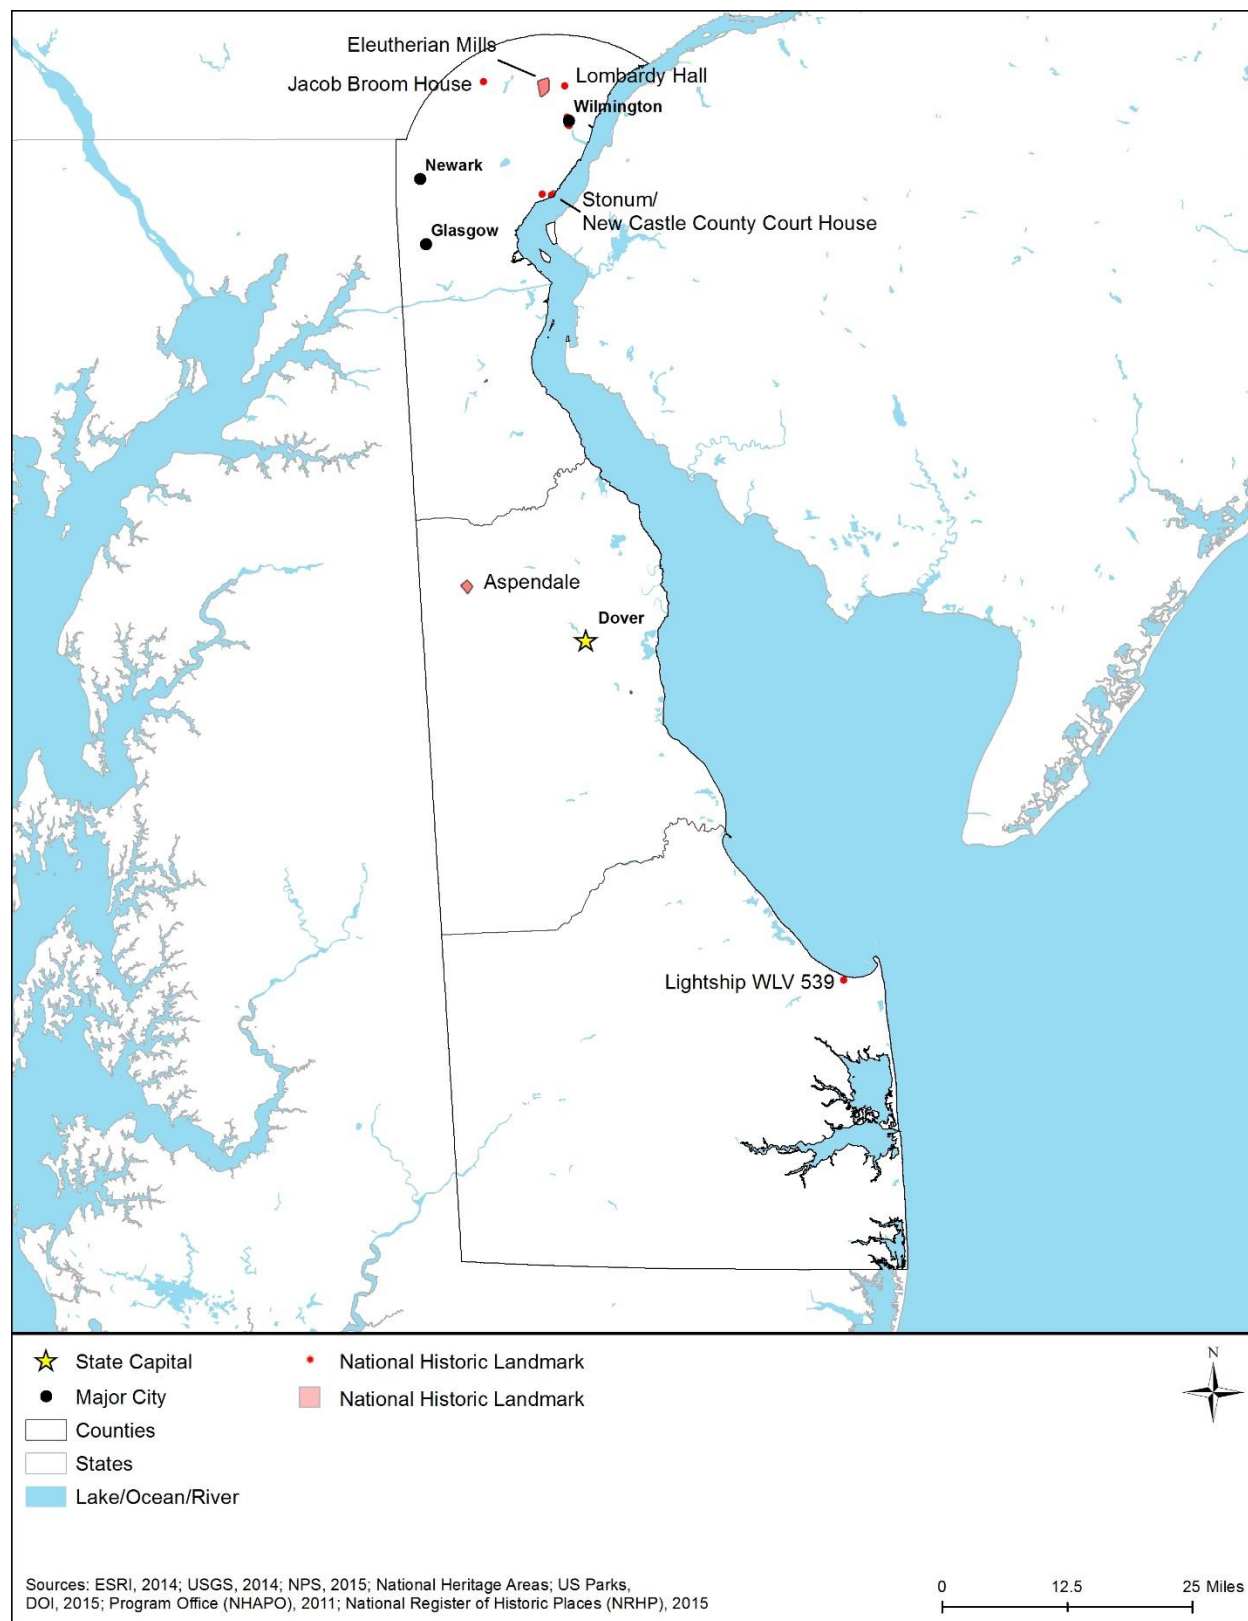 Eleutherian Mills
Jacob Broom House
Lombardy Hall
Wilmington
Newark
Stonum/
New Castle County Court House
Glasgow
Aspendale
Dover
Lightship WLV 539
State Capital
National Historic Landmark
N
Major City
National Historic Landmark
Counties
States
Lake/Ocean/River
Sources: ESRI, 2014; USGS, 2014; NPS, 2015; National Heritage Areas; US Parks,
DOI, 2015; Program Office (NHAPO), 2011; National Register of Historic Places (NRHP), 2015
0 12.5 25 Miles